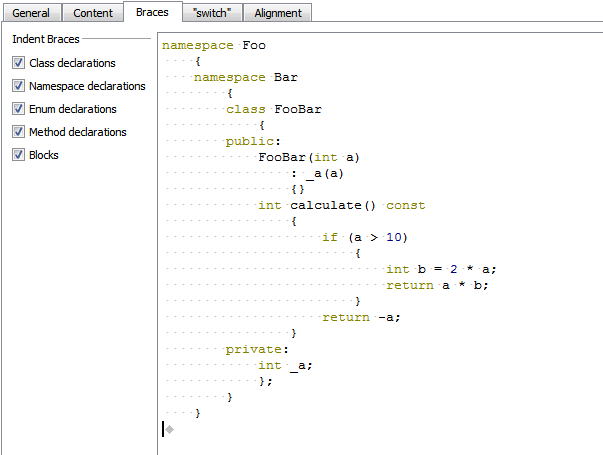 General Content Braces "switch" Alignment
Indent Braces
Class declarations
Namespace declarations
Enum declarations
Method declarations
Blocks
namespace Foo
{
namespace Bar
{
class FooBar
{
public:
FooBar(int a)
: _a(a)
{}
int calculate() const
{
if (a > 10)
{
int b = 2 * a;
return a * b;
}
return -a;
}
private:
int _a;
};
}
}